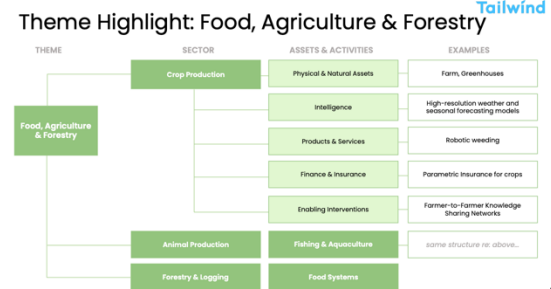 Tailwind
Theme Highlight: Food, Agriculture & Forestry
THEME
SECTOR
ASSETS & ACTIVITIES
EXAMPLES
Food, Agriculture
& Forestry
Crop Production
Physical & Natural Assets
Farm, Greenhouses
Intelligence
High-resolution weather and
seasonal forecasting models
Products & Services
Robotic weeding
Finance & Insurance
Parametric Insurance for crops
Enabling Interventions
Farmer-to-Farmer Knowledge
Sharing Networks
Animal Production
Fishing & Aquaculture
same structure re: above...
Forestry & Logging
Food Systems